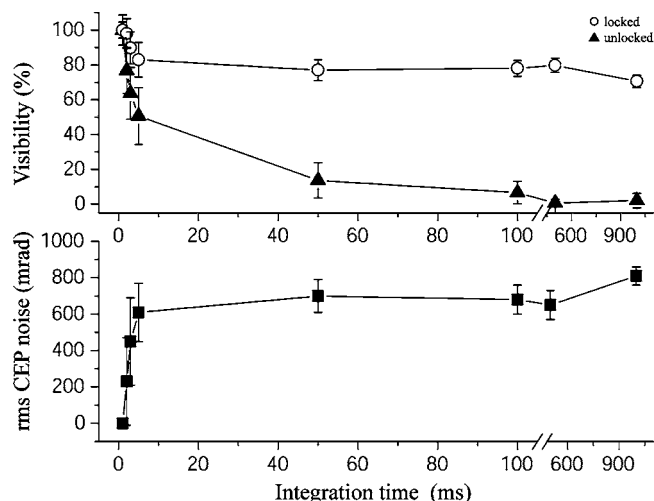 locked
unlocked
Visibility (%)
100
80
60
40
20
0
0 20 40 60 80 100 600 900
rms CEP noise (mrad)
1000
800
600
400
200
0
0 20 40 60 80 100 600 900
Integration time (ms)